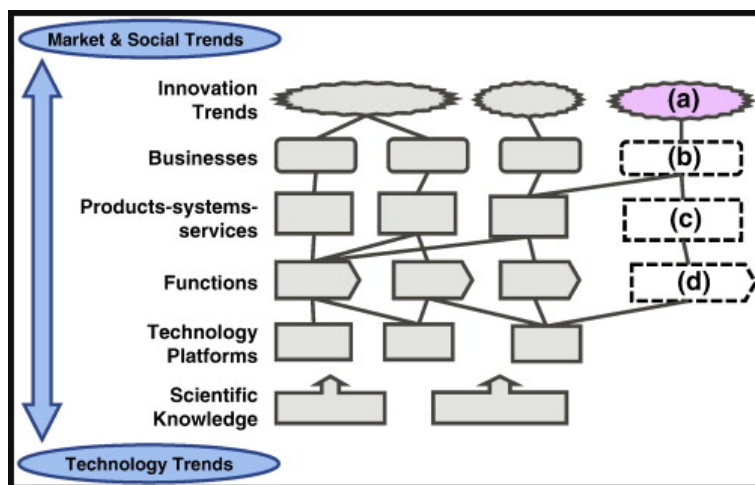 Market & Social Trends
Innovation
Trends
(a)
Businesses
(b)
Products-systems-
services
(c)
Functions
(d)
Technology
Platforms
Scientific
Knowledge
Technology Trends